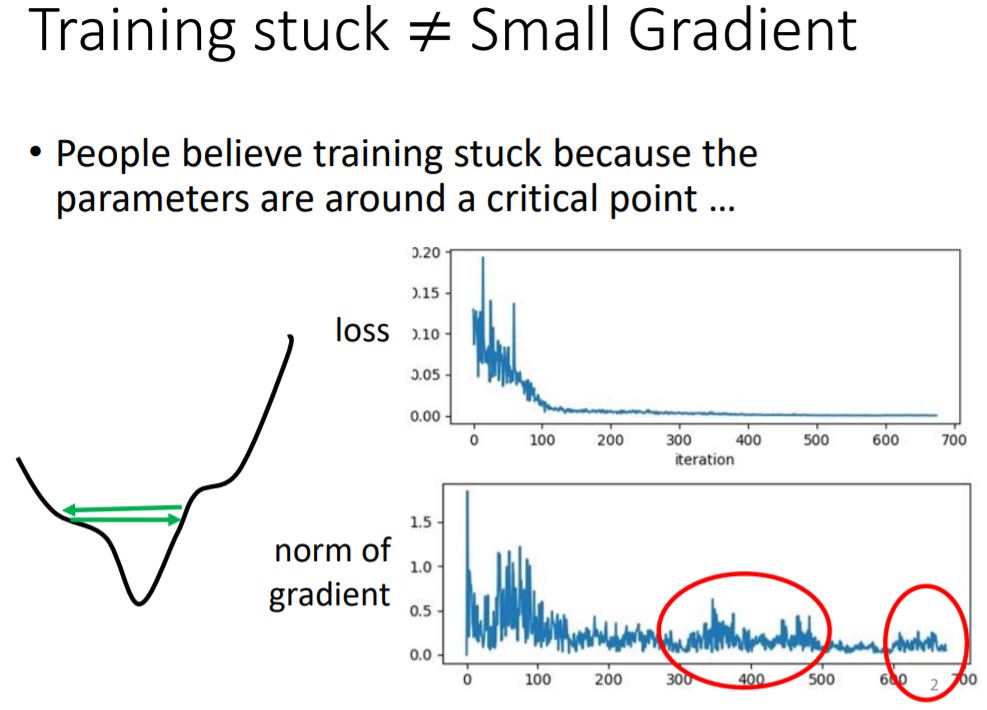 Training stuck ≠ Small Gradient
• People believe training stuck because the
parameters are around a critical point ...
loss
0.20
0.15
0.10
0.05
0.00
0 100 200 300 400 500 600 700
iteration
norm of
gradient
1.5
1.0
0.5
0.0
0 100 200 300 400 500 600 700
2